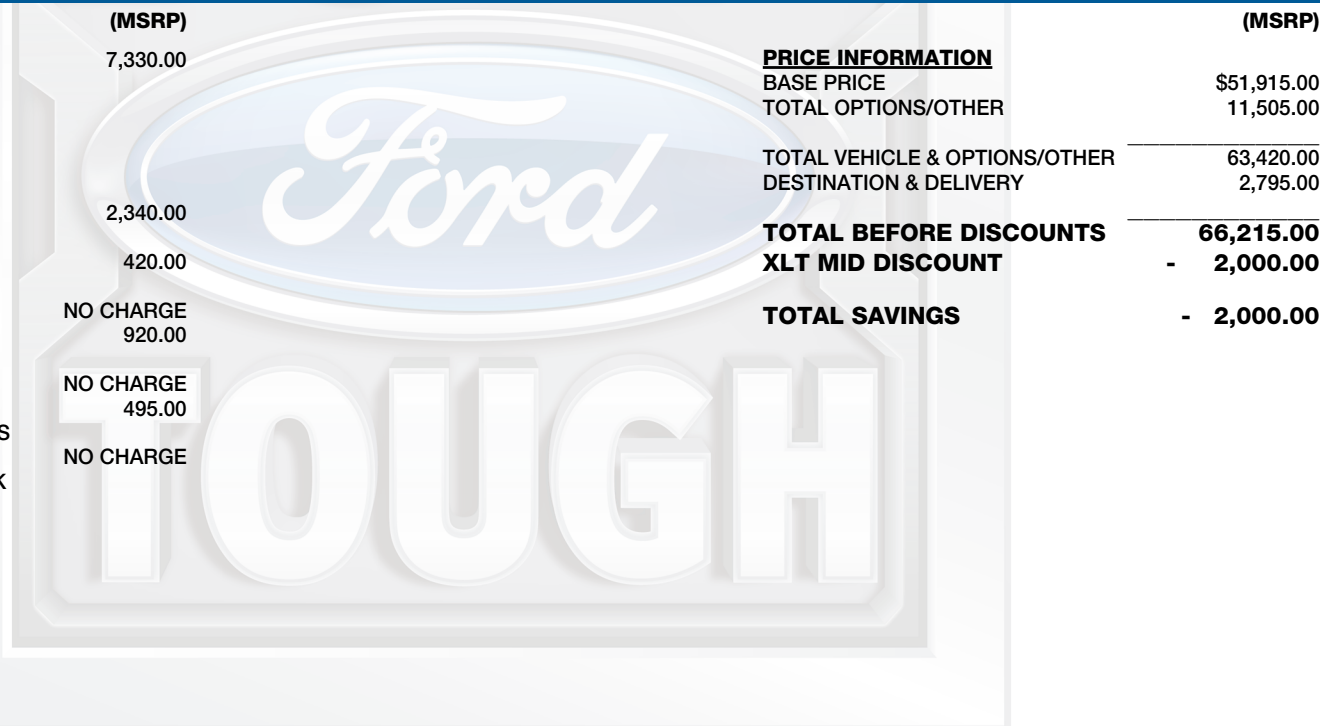 (MSRP)
7,330.00
2,340.00
420.00
NO CHARGE
920.00
NO CHARGE
495.00
S
NO CHARGE
K
Ford
TOUGH
(MSRP)
PRICE INFORMATION
BASE PRICE $51,915.00
TOTAL OPTIONS/OTHER 11,505.00
TOTAL VEHICLE & OPTIONS/OTHER 63,420.00
DESTINATION & DELIVERY 2,795.00
TOTAL BEFORE DISCOUNTS 66,215.00
XLT MID DISCOUNT - 2,000.00
TOTAL SAVINGS - 2,000.00